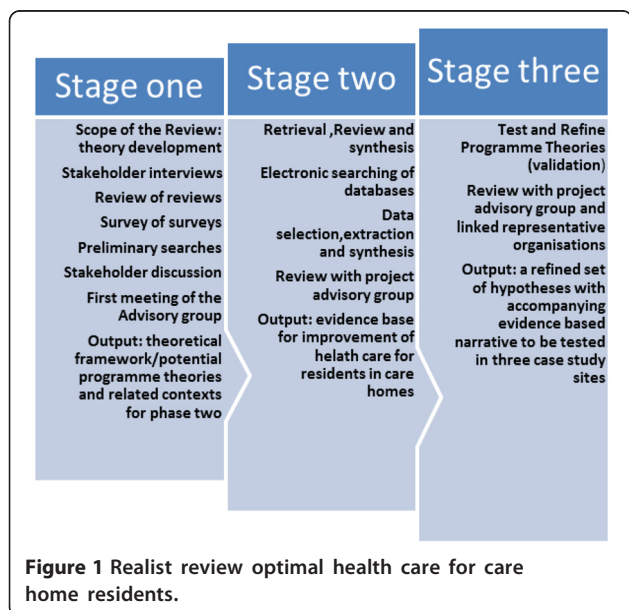 Stage one
Scope of the Review:
theory development
Stakeholder interviews
Review of reviews
Survey of surveys
Preliminary searches
Stakeholder discussion
First meeting of the
Advisory group
Output: theoretical
framework/potential
programme theories
and related contexts
for phase two
Stage two
Retrieval ,Review and
synthesis
Electronic searching of
databases
Data
selection,extraction
and synthesis
Review with project
advisory group
Output: evidence base
for improvement of
helath care for
residents in care
homes
Stage three
Test and Refine
Programme Theories
(validation)
Review with project
advisory group and
linked representative
organisations
Output: a refined set
of hypotheses with
accompanying
evidence based
narrative to be tested
in three case study
sites
Figure 1 Realist review optimal health care for care
home residents.